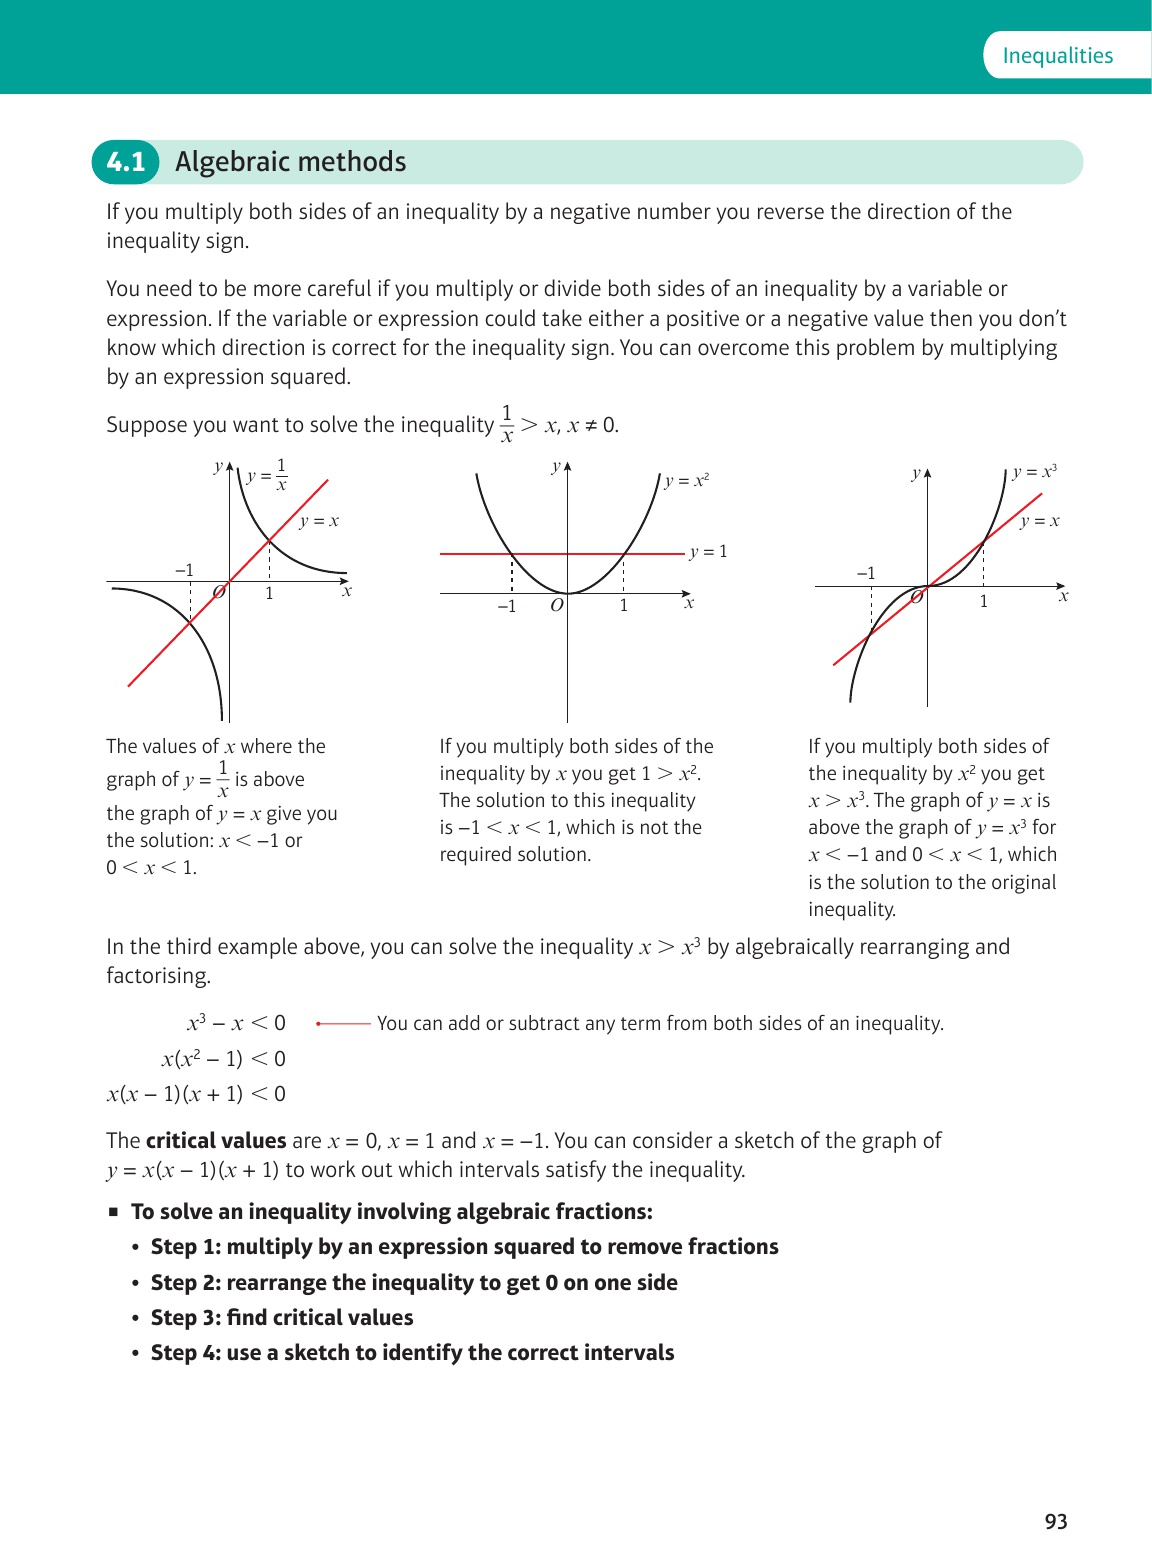 Inequalities
4.1 Algebraic methods
If you multiply both sides of an inequality by a negative number you reverse the direction of the
inequality sign.
You need to be more careful if you multiply or divide both sides of an inequality by a variable or
expression. If the variable or expression could take either a positive or a negative value then you don’t
know which direction is correct for the inequality sign. You can overcome this problem by multiplying
by an expression squared.
Suppose you want to solve the inequality 1/x > x, x ≠ 0.
y
y = 1/x
y = x
−1
O
1
x
y
y = x²
y = 1
−1
O
1
x
y
y = x³
y = x
−1
O
1
x
The values of x where the
graph of y = 1/x is above
the graph of y = x give you
the solution: x < −1 or
0 < x < 1.
If you multiply both sides of the
inequality by x you get 1 > x².
The solution to this inequality
is −1 < x < 1, which is not the
required solution.
If you multiply both sides of
the inequality by x² you get
x > x³. The graph of y = x is
above the graph of y = x³ for
x < −1 and 0 < x < 1, which
is the solution to the original
inequality.
In the third example above, you can solve the inequality x > x³ by algebraically rearranging and
factorising.
x³ − x < 0 You can add or subtract any term from both sides of an inequality.
x(x² − 1) < 0
x(x − 1)(x + 1) < 0
The critical values are x = 0, x = 1 and x = −1. You can consider a sketch of the graph of
y = x(x − 1)(x + 1) to work out which intervals satisfy the inequality.
■ To solve an inequality involving algebraic fractions:
• Step 1: multiply by an expression squared to remove fractions
• Step 2: rearrange the inequality to get 0 on one side
• Step 3: find critical values
• Step 4: use a sketch to identify the correct intervals
93